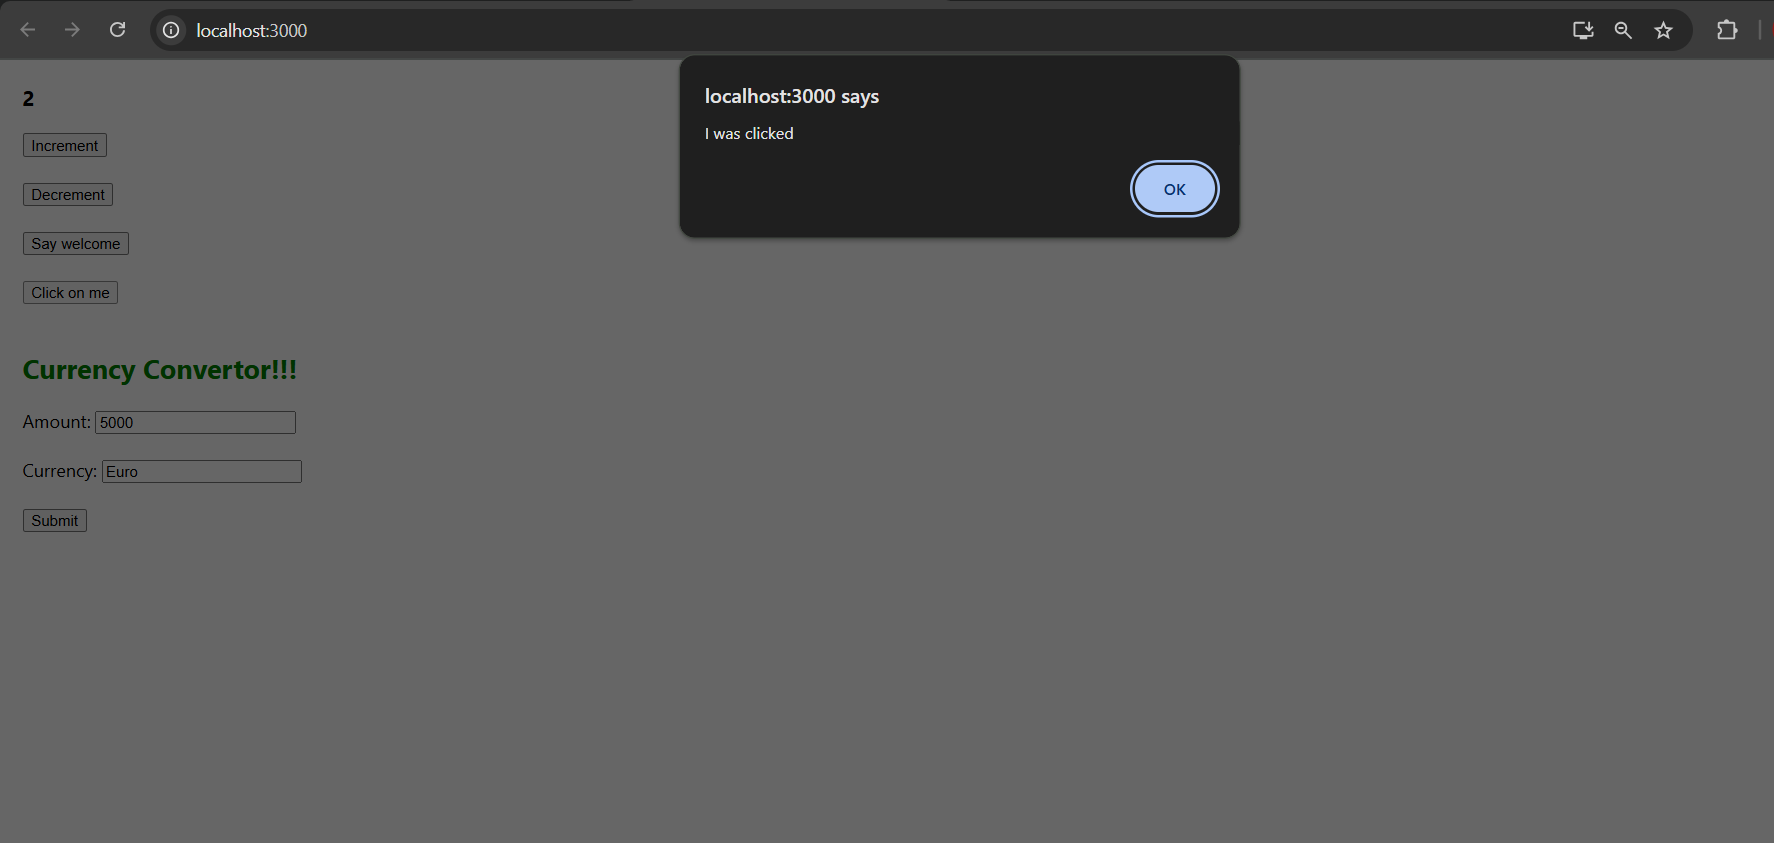 localhost:3000
localhost:3000 says
I was clicked
OK
2
Increment
Decrement
Say welcome
Click on me
Currency Convertor!!!
Amount: 5000
Currency: Euro
Submit